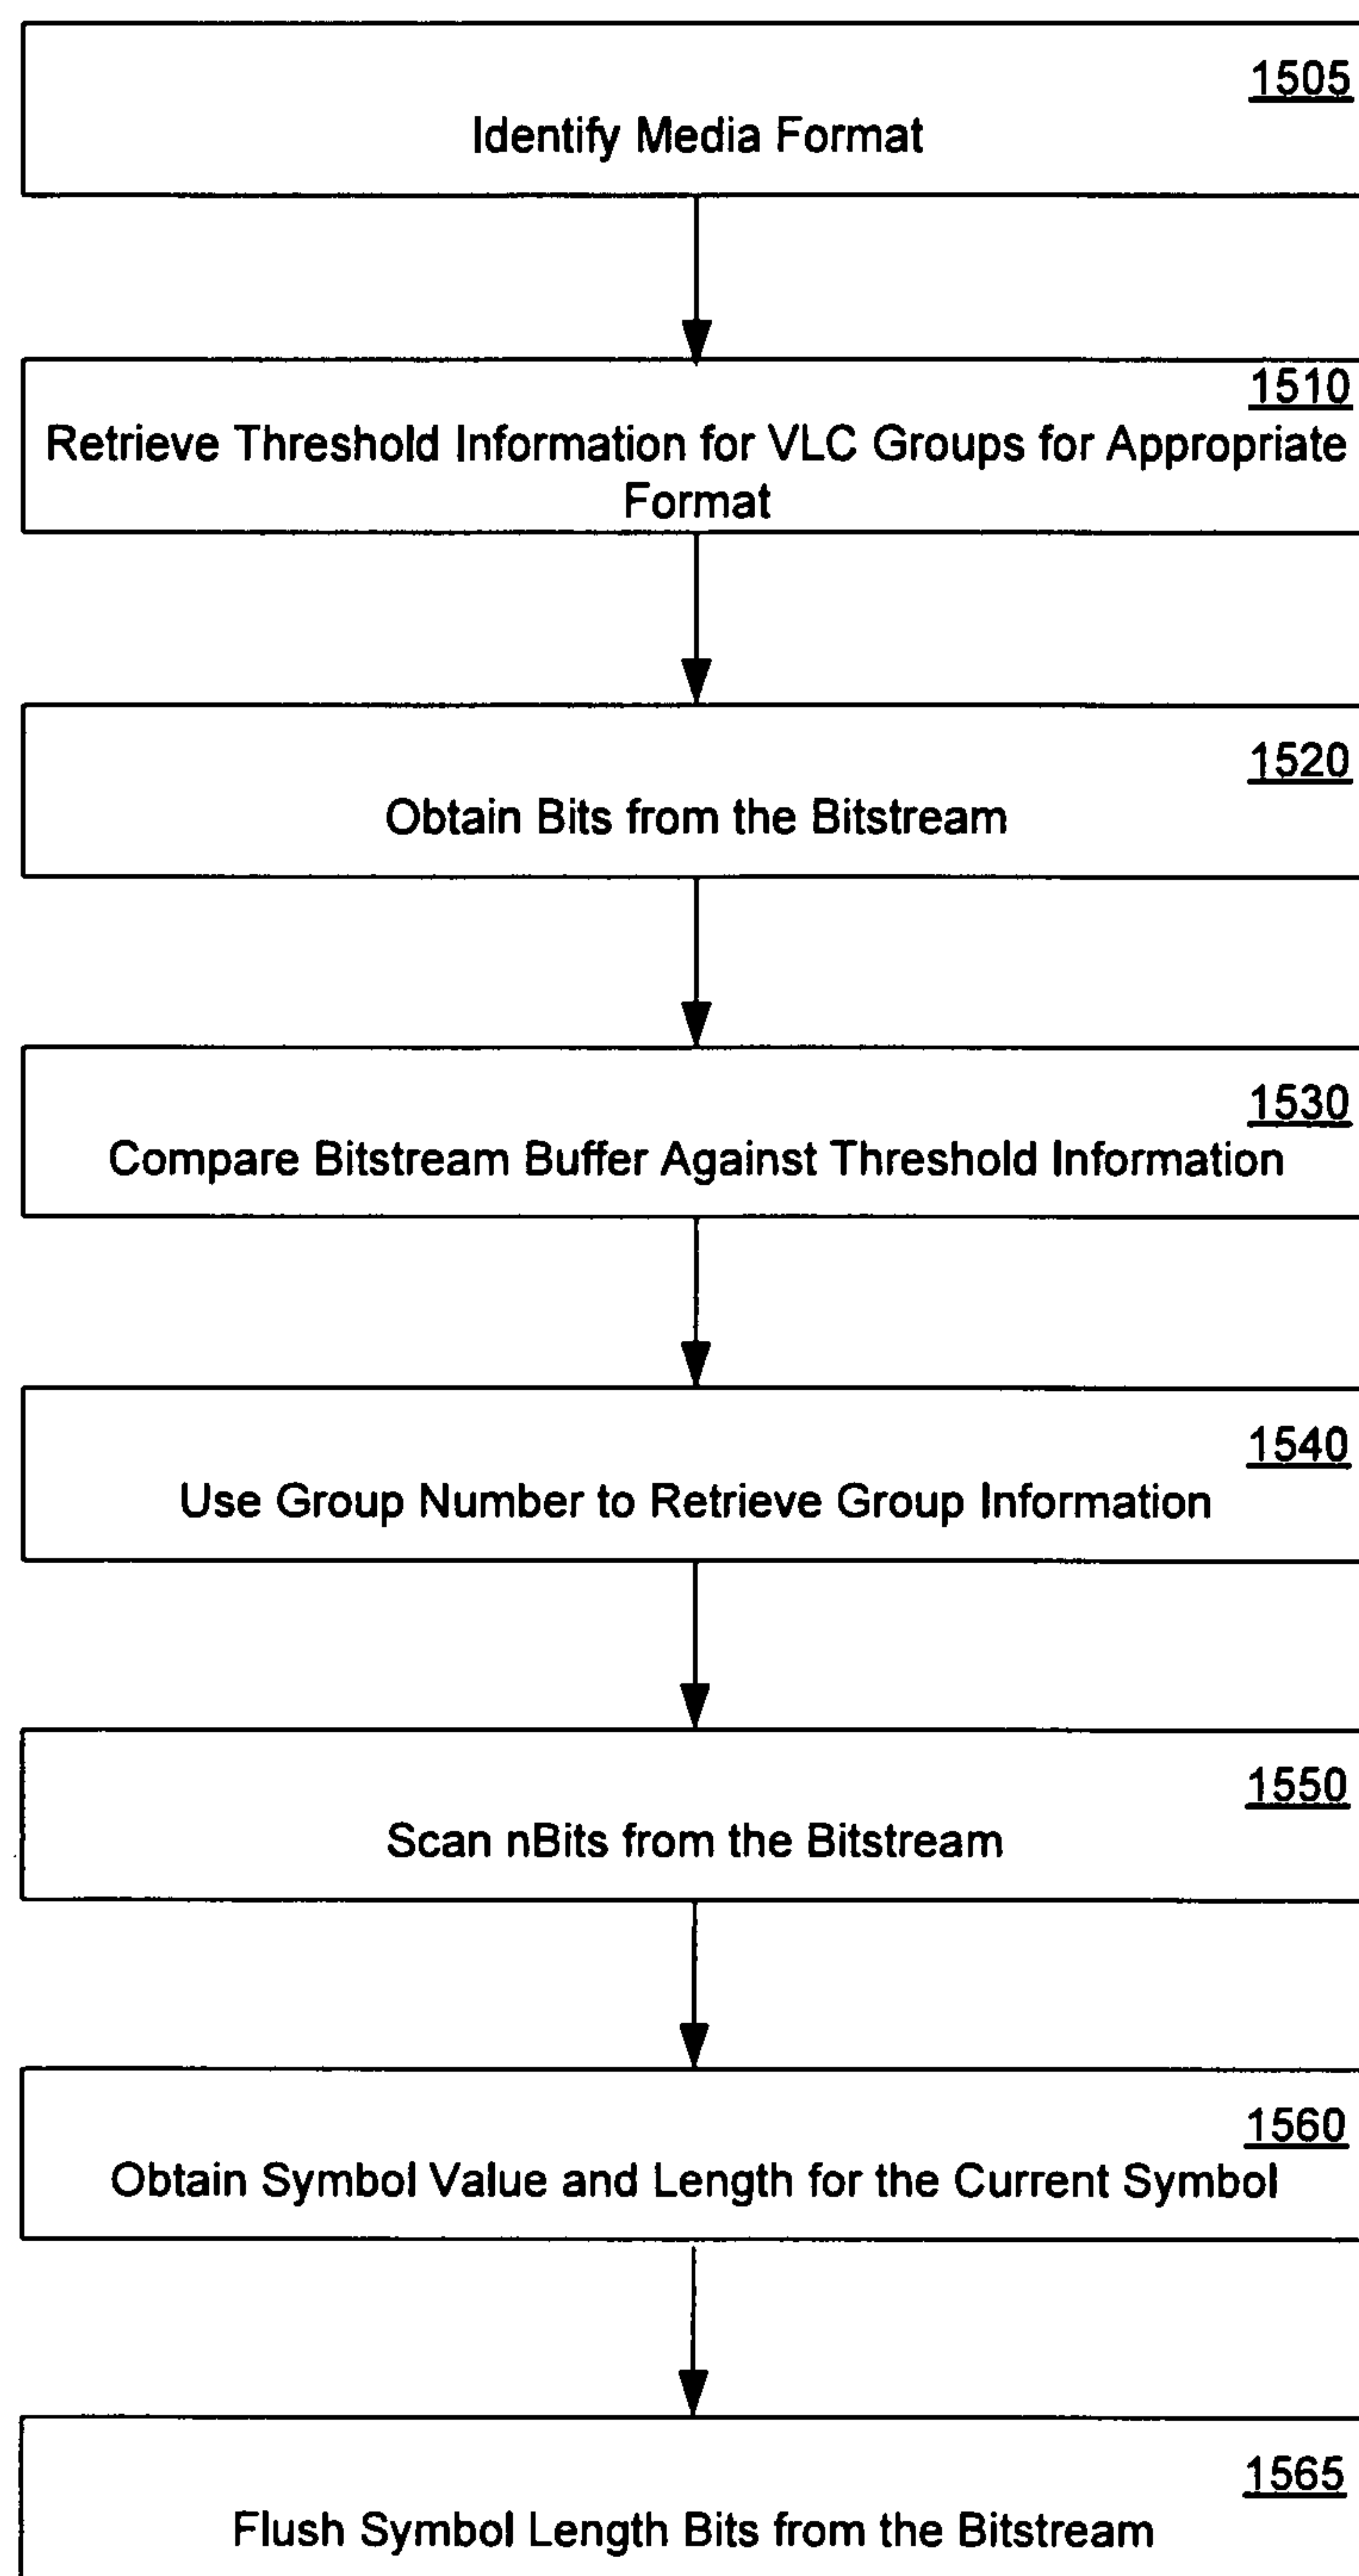 1505
Identify Media Format
1510
Retrieve Threshold Information for VLC Groups for Appropriate
Format
1520
Obtain Bits from the Bitstream
1530
Compare Bitstream Buffer Against Threshold Information
1540
Use Group Number to Retrieve Group Information
1550
Scan nBits from the Bitstream
1560
Obtain Symbol Value and Length for the Current Symbol
1565
Flush Symbol Length Bits from the Bitstream